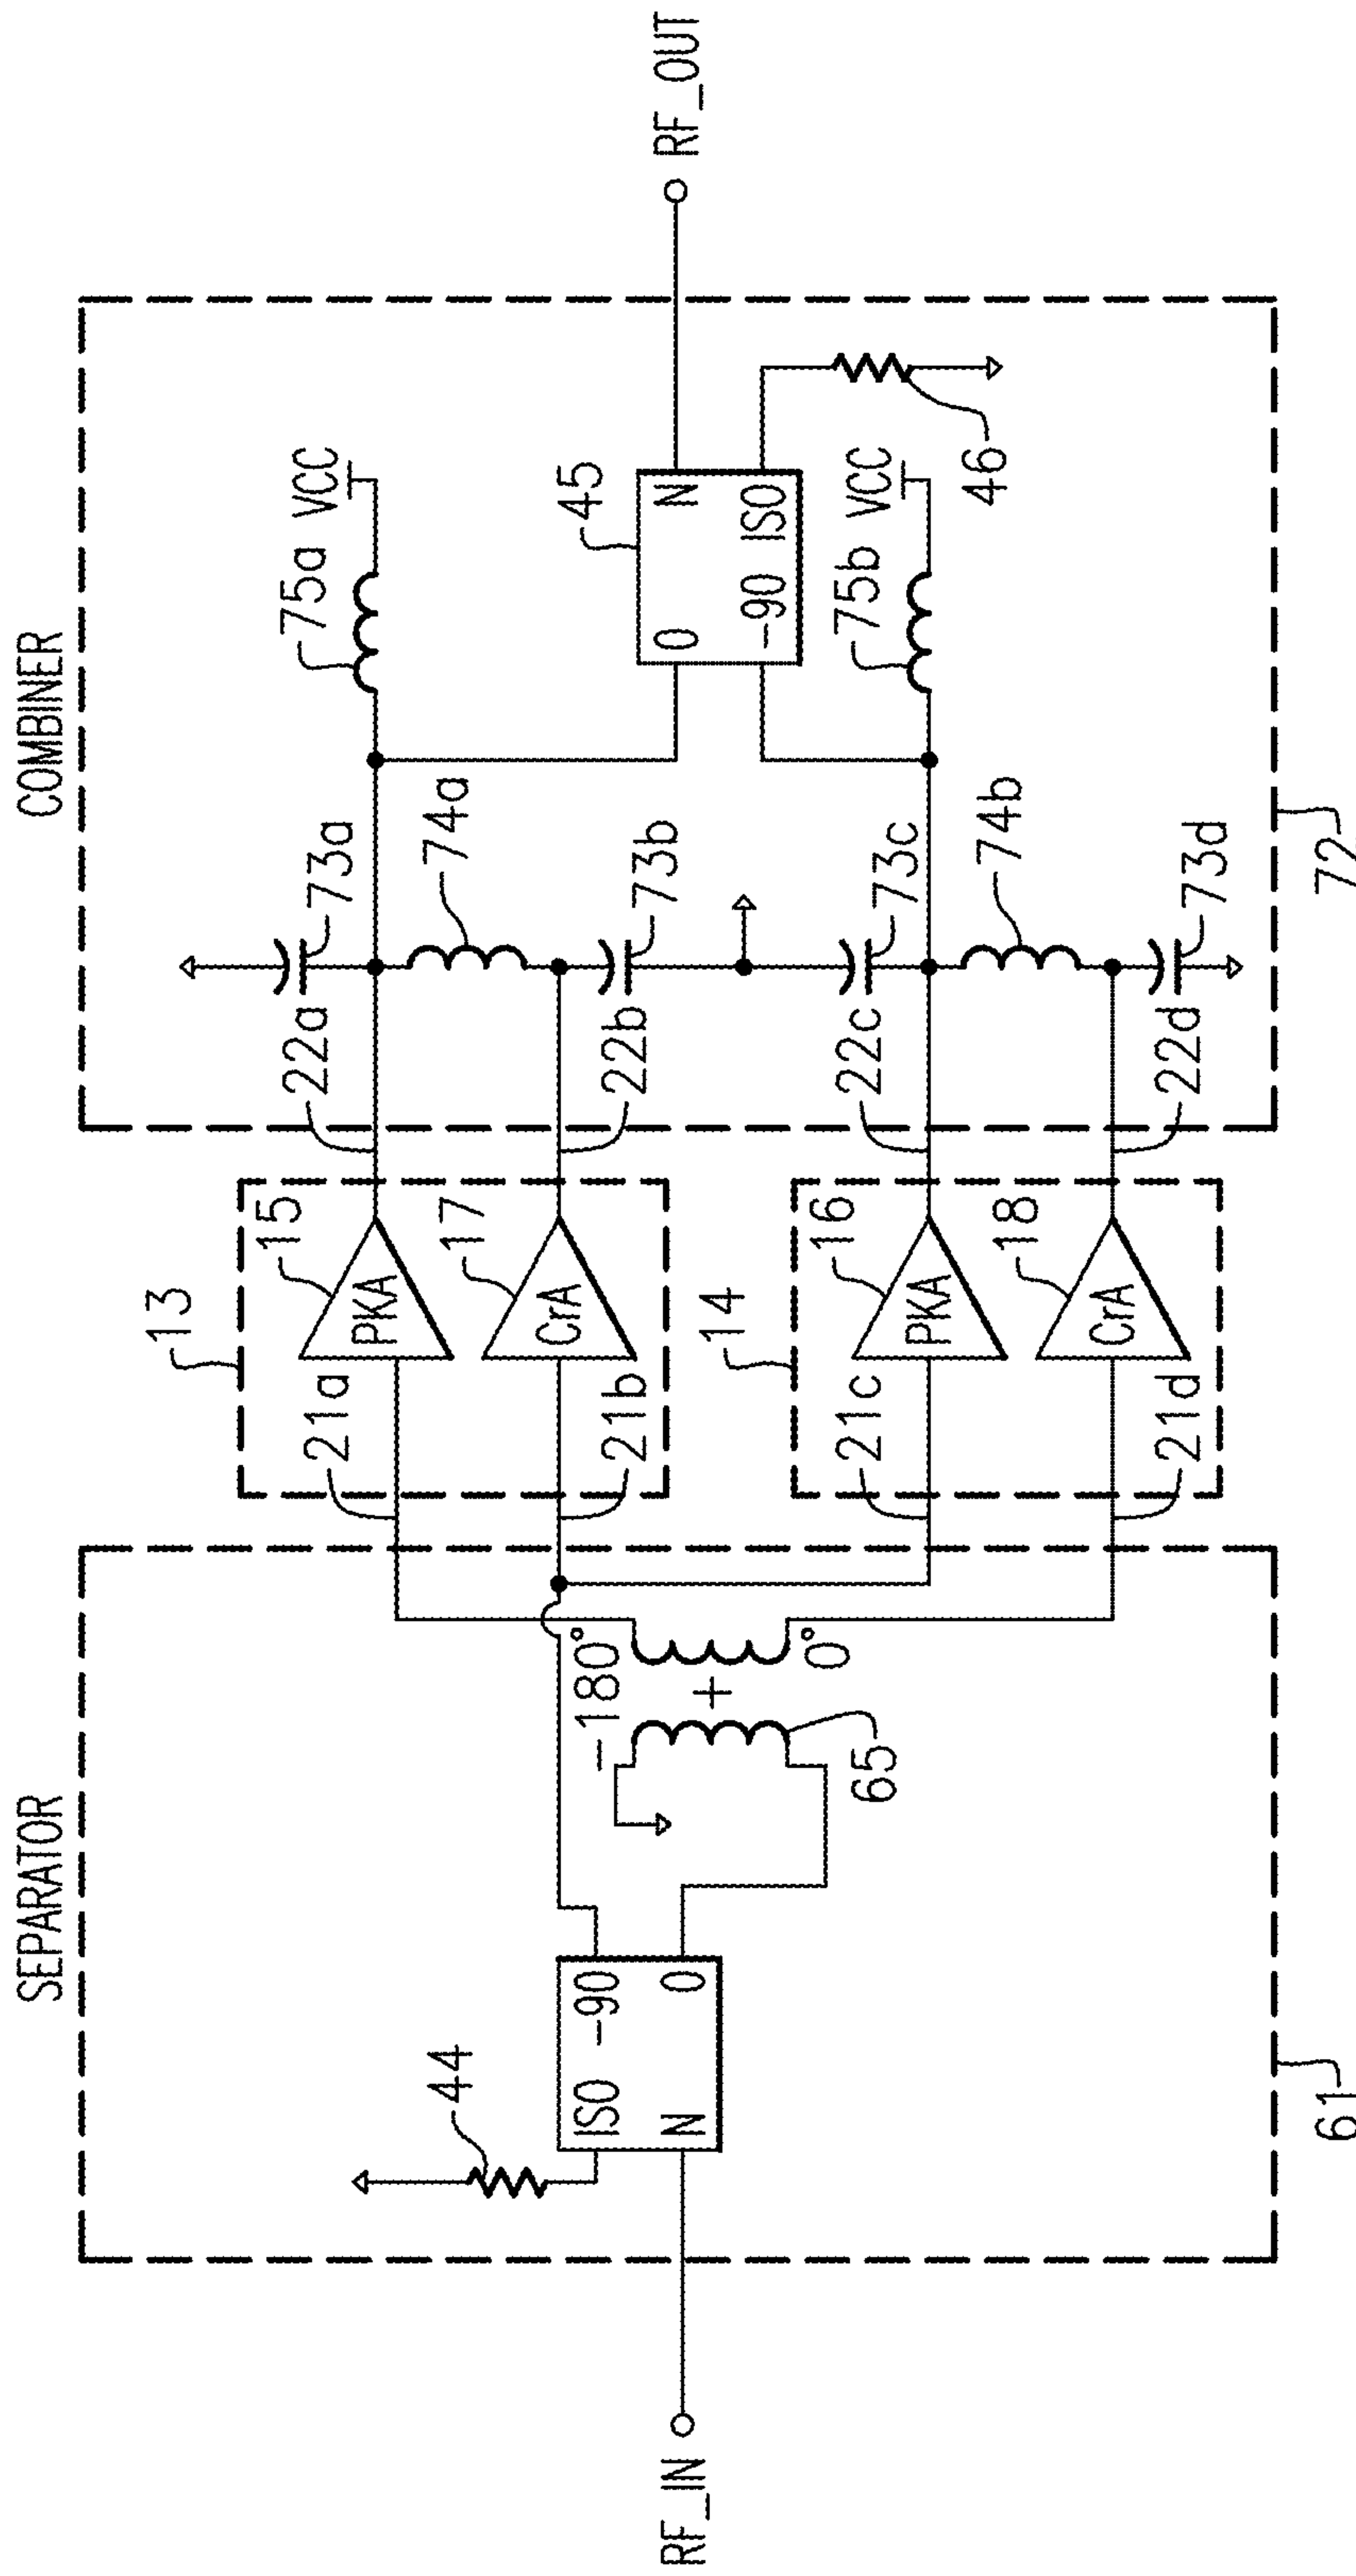 SEPARATOR
COMBINER
RF_IN
44
ISO -90
N 0
-180°
+
0°
65
61
13
21a
15
PKA
21b
17
CrA
14
21c
16
PKA
21d
18
CrA
22a
73a
22b
74a
73b
22c
73c
22d
74b
73d
75a
VCC
45
0 N
-90 ISO
75b
VCC
46
72
RF_OUT